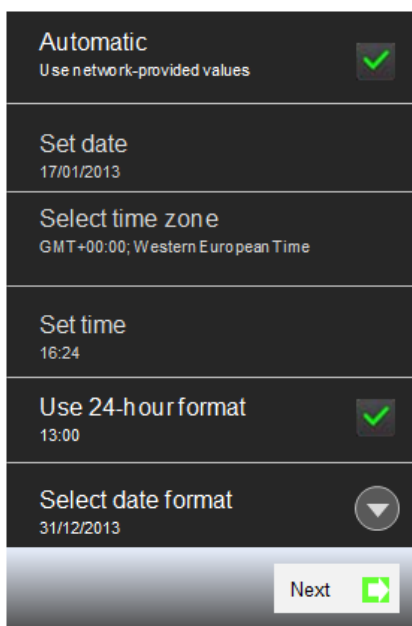 Automatic
Use network-provided values
Set date
17/01/2013
Select time zone
GMT+00:00; Western European Time
Set time
16:24
Use 24-hour format
13:00
Select date format
31/12/2013
Next